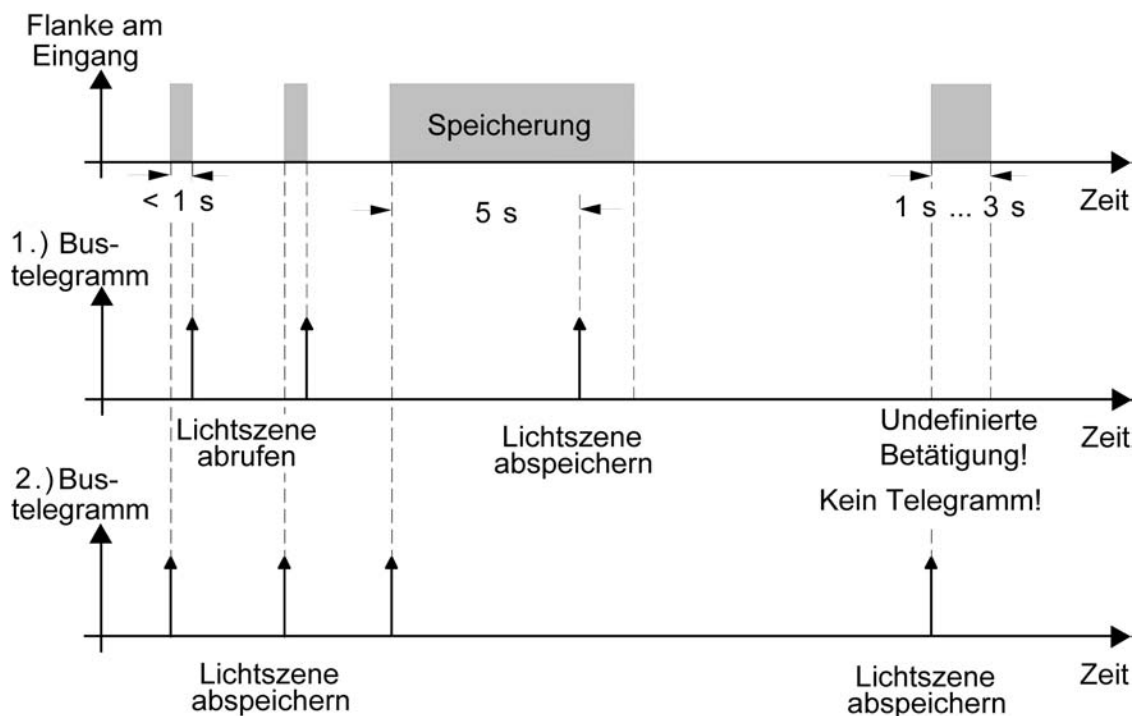 Flanke am
Eingang
Speicherung
< 1 s
5 s
1 s ... 3 s
Zeit
1.) Bus-
telegramm
Lichtszene
abrufen
Lichtszene
abspeichern
Undefinierte
Betätigung!
Kein Telegramm!
Zeit
2.) Bus-
telegramm
Lichtszene
abspeichern
Lichtszene
abspeichern
Zeit